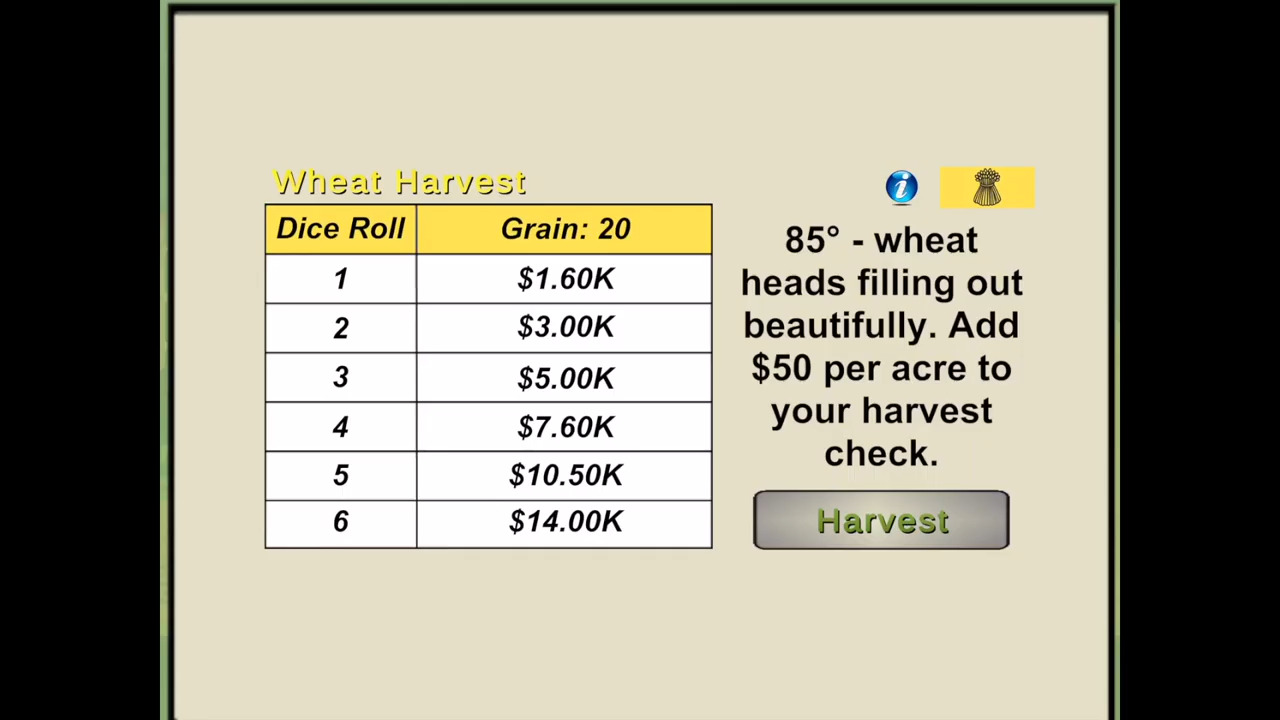 Wheat Harvest
Dice Roll Grain: 20
1 $1.60K
2 $3.00K
3 $5.00K
4 $7.60K
5 $10.50K
6 $14.00K
85° - wheat
heads filling out
beautifully. Add
$50 per acre to
your harvest
check.
Harvest